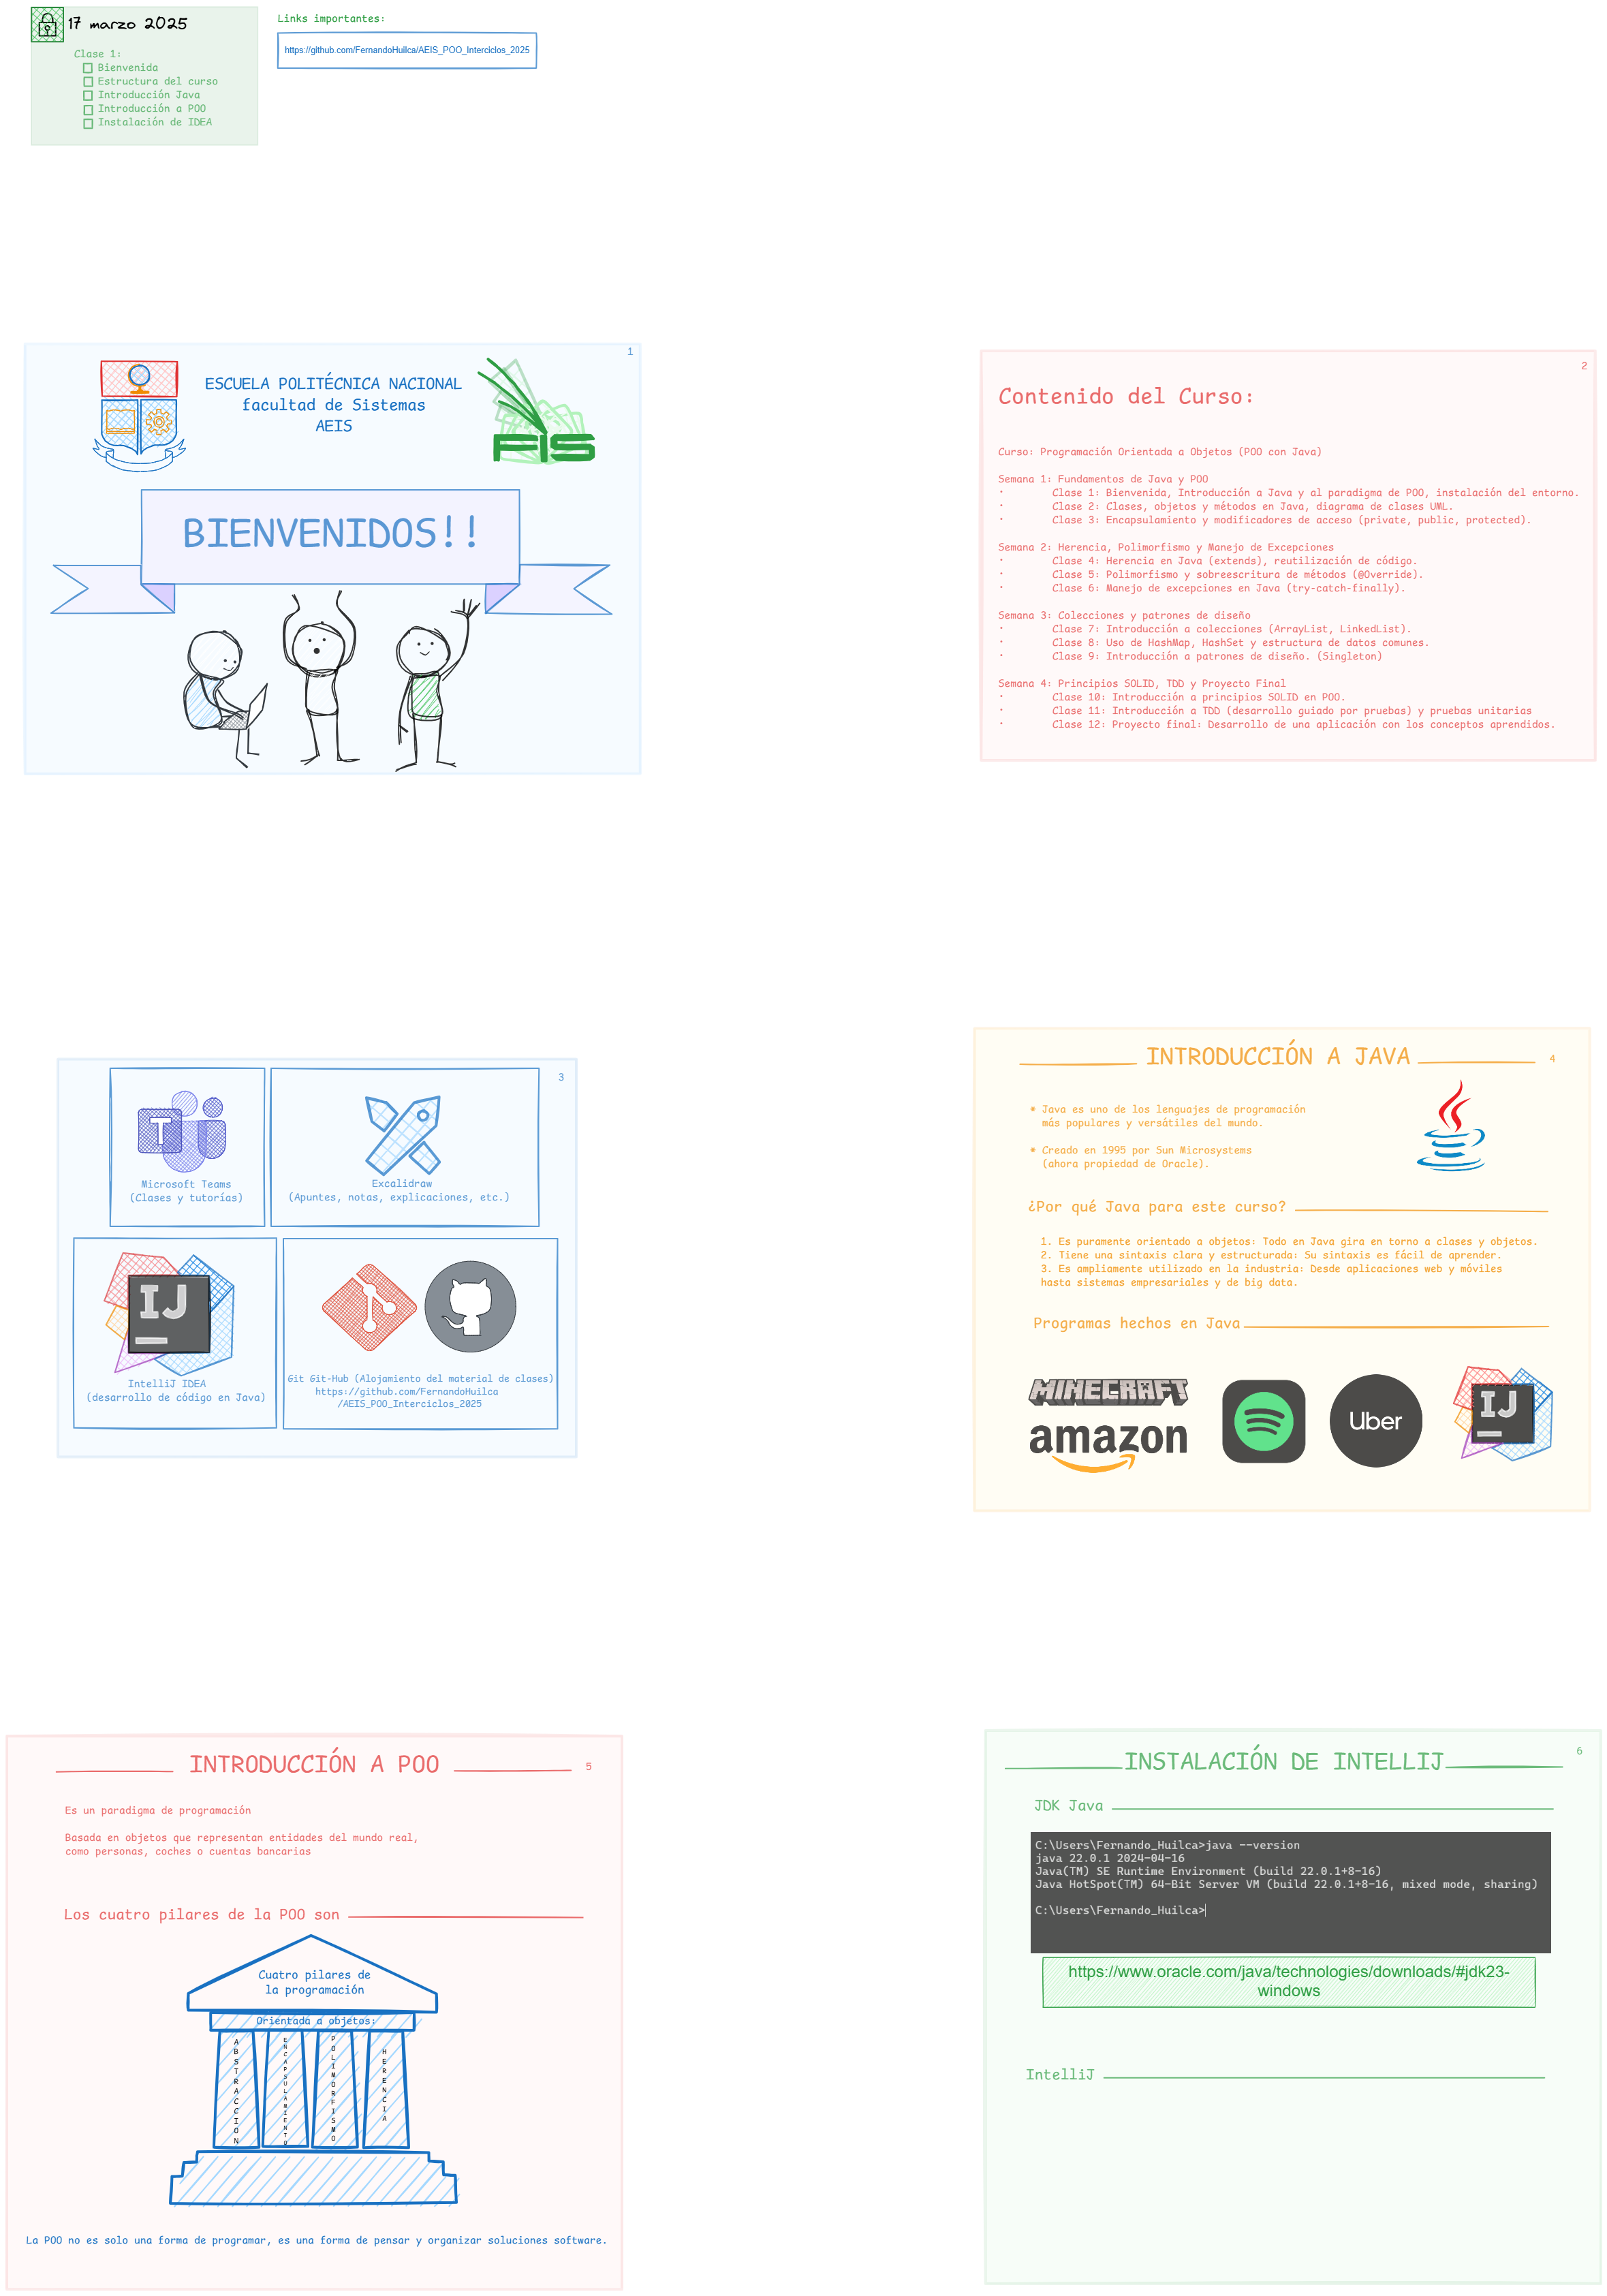 17 marzo 2025
Clase 1:
Bienvenida
Estructura del curso
Introducción Java
Introducción a POO
Instalación de IDEA
Links importantes:
https://github.com/FernandoHuilca/AEIS_POO_Interciclos_2025
1
ESCUELA POLITÉCNICA NACIONAL
facultad de Sistemas
AEIS
FIS
BIENVENIDOS!!
2
Contenido del Curso:
Curso: Programación Orientada a Objetos (POO con Java)
Semana 1: Fundamentos de Java y POO
· Clase 1: Bienvenida, Introducción a Java y al paradigma de POO, instalación del entorno.
· Clase 2: Clases, objetos y métodos en Java, diagrama de clases UML.
· Clase 3: Encapsulamiento y modificadores de acceso (private, public, protected).
Semana 2: Herencia, Polimorfismo y Manejo de Excepciones
· Clase 4: Herencia en Java (extends), reutilización de código.
· Clase 5: Polimorfismo y sobreescritura de métodos (@Override).
· Clase 6: Manejo de excepciones en Java (try-catch-finally).
Semana 3: Colecciones y patrones de diseño
· Clase 7: Introducción a colecciones (ArrayList, LinkedList).
· Clase 8: Uso de HashMap, HashSet y estructura de datos comunes.
· Clase 9: Introducción a patrones de diseño. (Singleton)
Semana 4: Principios SOLID, TDD y Proyecto Final
· Clase 10: Introducción a principios SOLID en POO.
· Clase 11: Introducción a TDD (desarrollo guiado por pruebas) y pruebas unitarias
· Clase 12: Proyecto final: Desarrollo de una aplicación con los conceptos aprendidos.
3
T
Microsoft Teams
(Clases y tutorías)
Excalidraw
(Apuntes, notas, explicaciones, etc.)
IJ
IntelliJ IDEA
(desarrollo de código en Java)
Git Git-Hub (Alojamiento del material de clases)
https://github.com/FernandoHuilca
/AEIS_POO_Interciclos_2025
INTRODUCCIÓN A JAVA
4
* Java es uno de los lenguajes de programación
más populares y versátiles del mundo.
* Creado en 1995 por Sun Microsystems
(ahora propiedad de Oracle).
¿Por qué Java para este curso?
1. Es puramente orientado a objetos: Todo en Java gira en torno a clases y objetos.
2. Tiene una sintaxis clara y estructurada: Su sintaxis es fácil de aprender.
3. Es ampliamente utilizado en la industria: Desde aplicaciones web y móviles
hasta sistemas empresariales y de big data.
Programas hechos en Java
MINECRAFT
amazon
Uber
IJ
INTRODUCCIÓN A POO
5
Es un paradigma de programación
Basada en objetos que representan entidades del mundo real,
como personas, coches o cuentas bancarias
Los cuatro pilares de la POO son
Cuatro pilares de
la programación
Orientada a objetos:
ABSTRACCION
ENCAPSULAMIENTO
POLIMORFISMO
HERENCIA
La POO no es solo una forma de programar, es una forma de pensar y organizar soluciones software.
INSTALACIÓN DE INTELLIJ
6
JDK Java
C:\Users\Fernando_Huilca>java --version
java 22.0.1 2024-04-16
Java(TM) SE Runtime Environment (build 22.0.1+8-16)
Java HotSpot(TM) 64-Bit Server VM (build 22.0.1+8-16, mixed mode, sharing)
C:\Users\Fernando_Huilca>
https://www.oracle.com/java/technologies/downloads/#jdk23-
windows
IntelliJ